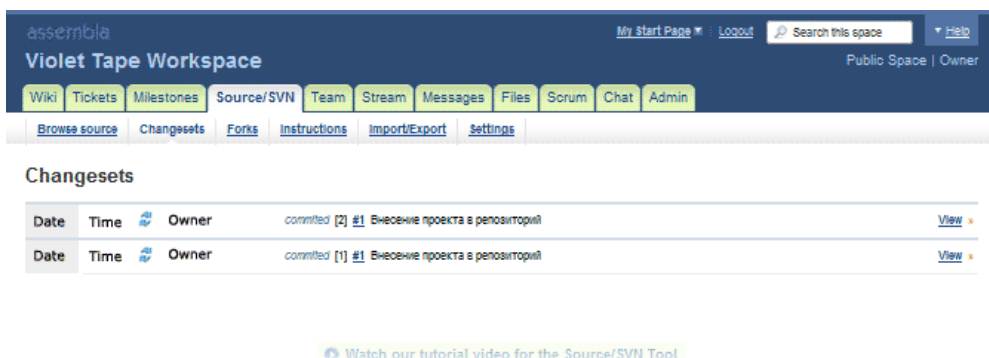 assembla
My Start Page Logout Search this space Help
Violet Tape Workspace
Public Space | Owner
Wiki Tickets Milestones Source/SVN Team Stream Messages Files Scrum Chat Admin
Browse source Changesets Forks Instructions Import/Export Settings
Changesets
Date Time Owner commited [2] #1 Внесение проекта в репозиторий View »
Date Time Owner commited [1] #1 Внесение проекта в репозиторий View »
Watch our tutorial video for the Source/SVN Tool